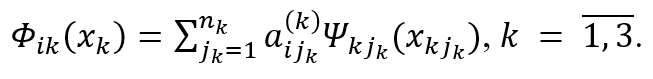 Φ_{ik}(x_k) = ∑_{j_k=1}^{n_k} a_{ij_k}^{(k)} Ψ_{kj_k}(x_{kj_k}), k = \overline{1,3}.